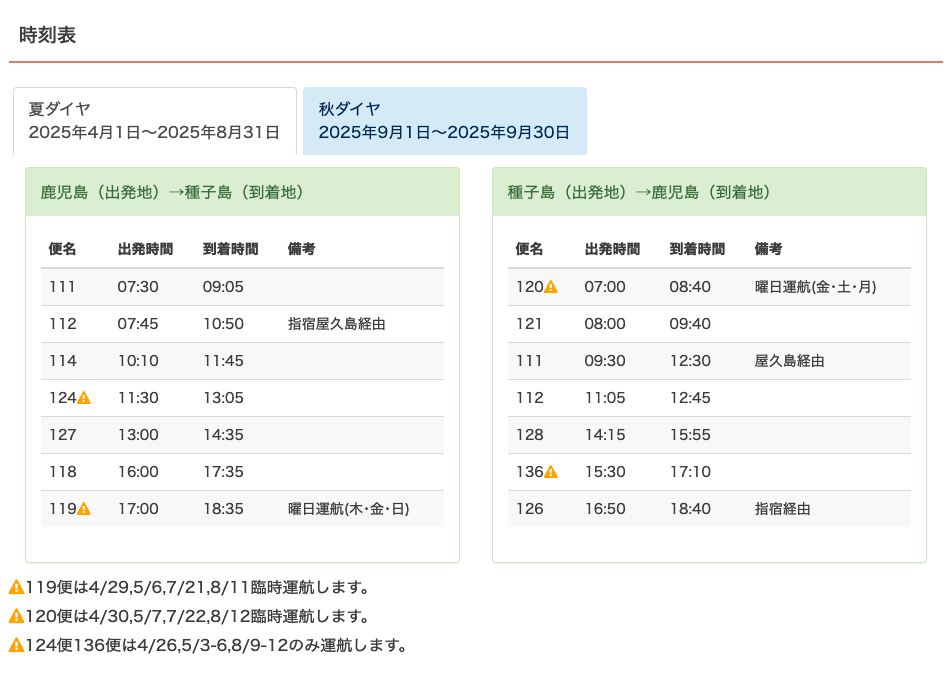 時刻表
夏ダイヤ
2025年4月1日～2025年8月31日
秋ダイヤ
2025年9月1日～2025年9月30日
鹿児島（出発地）→種子島（到着地）
便名 出発時間 到着時間 備考
111 07:30 09:05
112 07:45 10:50 指宿屋久島経由
114 10:10 11:45
124⚠ 11:30 13:05
127 13:00 14:35
118 16:00 17:35
119⚠ 17:00 18:35 曜日運航(木･金･日)
種子島（出発地）→鹿児島（到着地）
便名 出発時間 到着時間 備考
120⚠ 07:00 08:40 曜日運航(金･土･月)
121 08:00 09:40
111 09:30 12:30 屋久島経由
112 11:05 12:45
128 14:15 15:55
136⚠ 15:30 17:10
126 16:50 18:40 指宿経由
⚠119便は4/29,5/6,7/21,8/11臨時運航します。
⚠120便は4/30,5/7,7/22,8/12臨時運航します。
⚠124便136便は4/26,5/3-6,8/9-12のみ運航します。